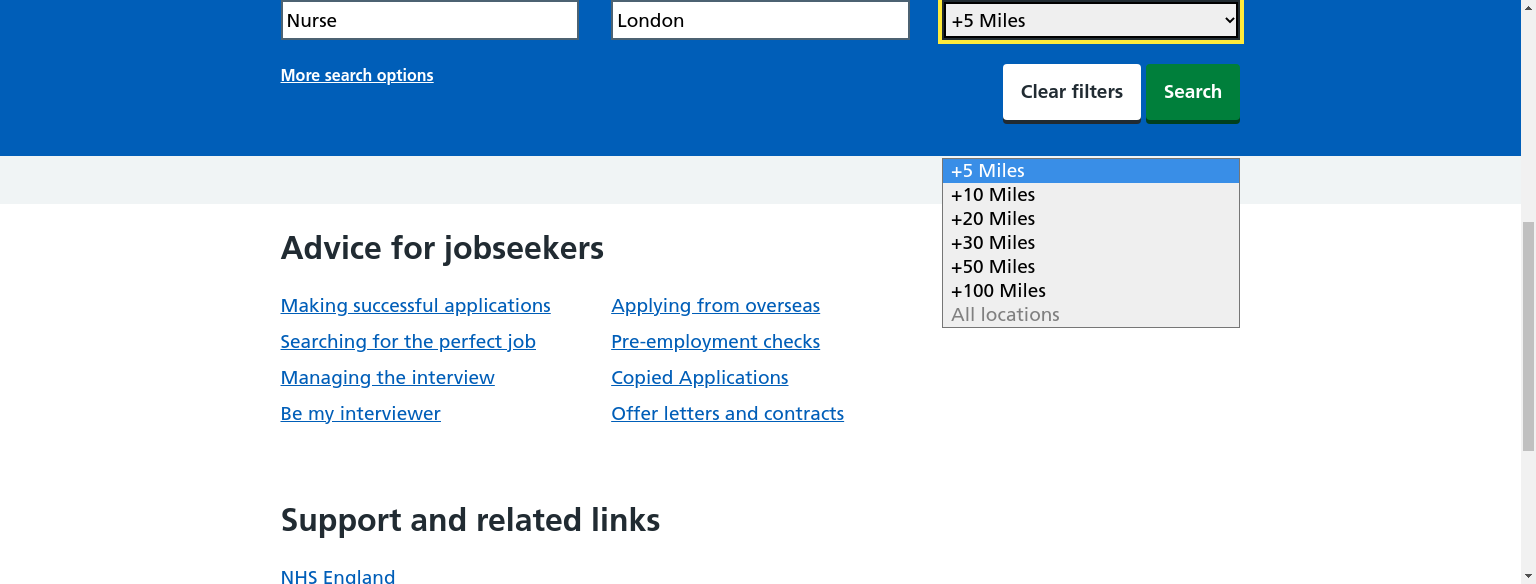 Nurse London +5 Miles
More search options
Clear filters Search
+5 Miles
+10 Miles
+20 Miles
+30 Miles
+50 Miles
+100 Miles
All locations
Advice for jobseekers
Making successful applications Applying from overseas
Searching for the perfect job Pre-employment checks
Managing the interview Copied Applications
Be my interviewer Offer letters and contracts
Support and related links
NHS England